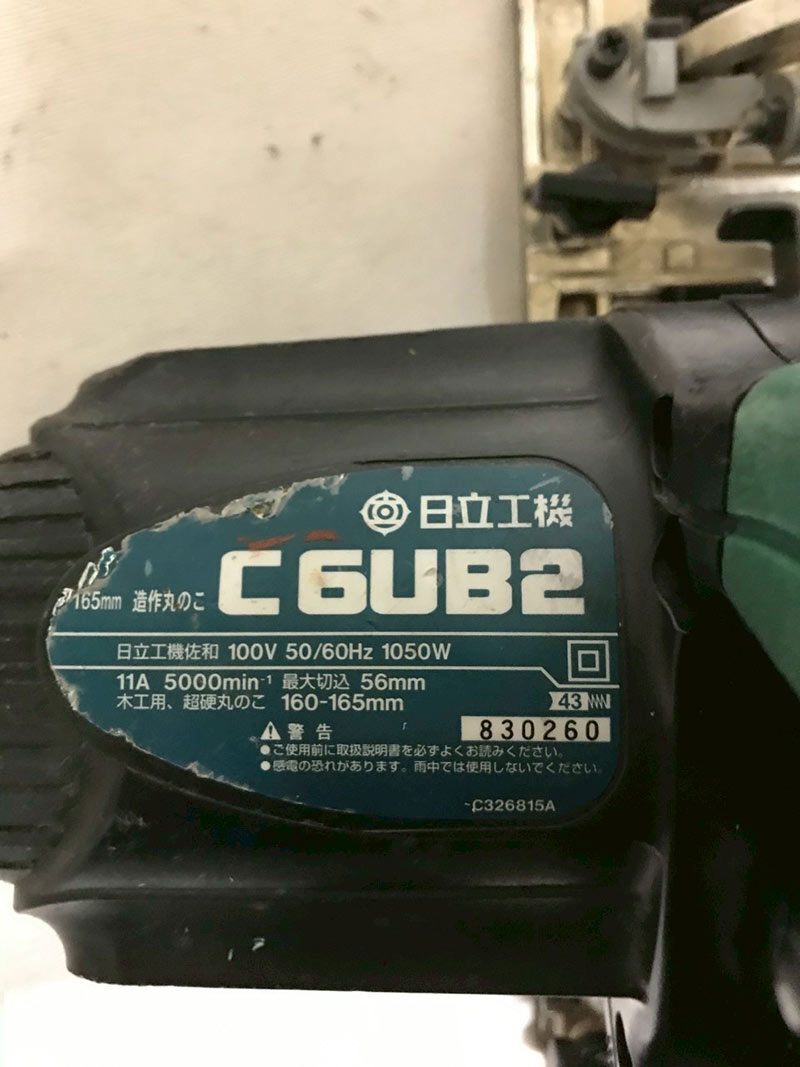 日立工機
165mm 造作丸のこ C6UB2
日立工機佐和 100V 50/60Hz 1050W
11A 5000min⁻¹ 最大切込 56mm
木工用、超硬丸のこ 160-165mm
43
830260
警告
●ご使用前に取扱説明書を必ずよくお読みください。
●感電の恐れがあります。雨中では使用しないでください。
C326815A